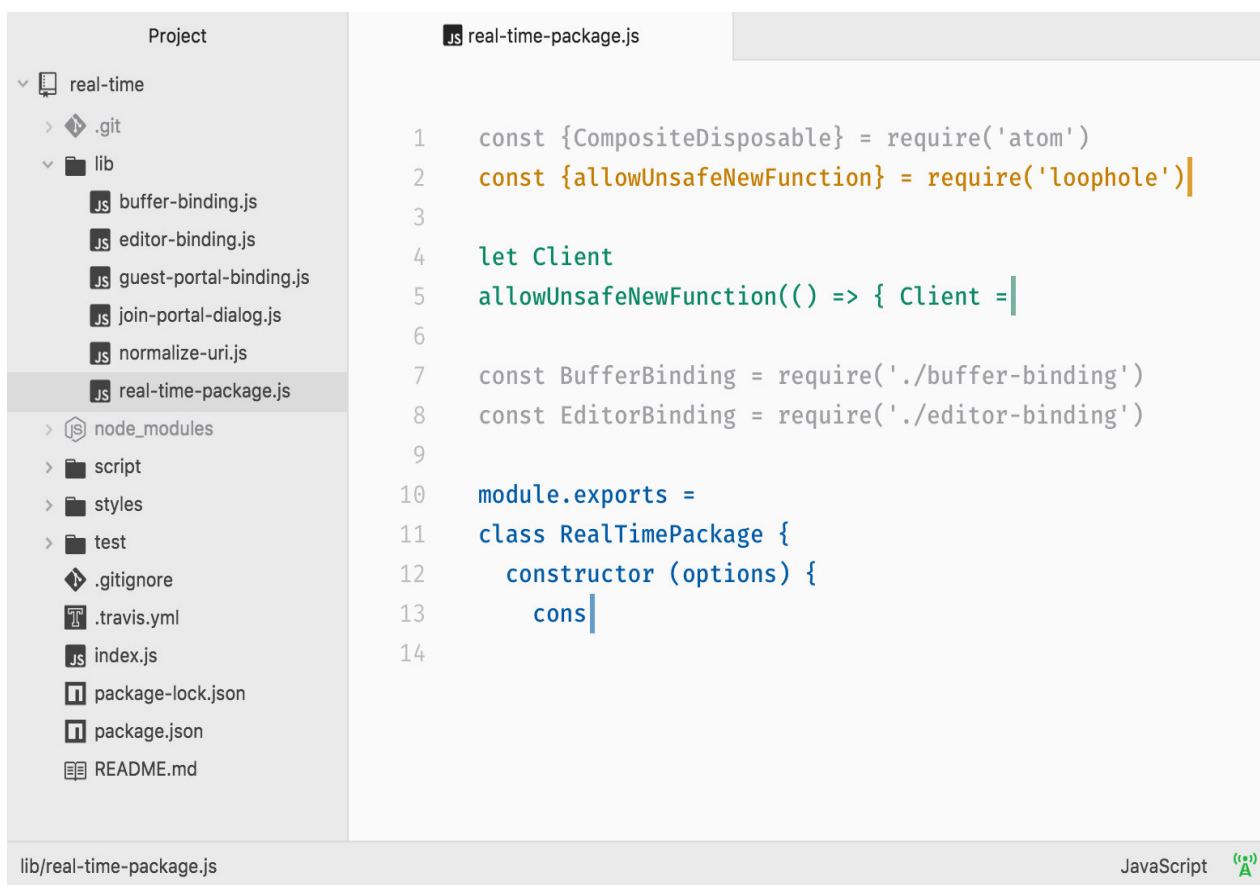 Project
real-time
.git
lib
buffer-binding.js
editor-binding.js
guest-portal-binding.js
join-portal-dialog.js
normalize-uri.js
real-time-package.js
node_modules
script
styles
test
.gitignore
.travis.yml
index.js
package-lock.json
package.json
README.md
real-time-package.js
1 const {CompositeDisposable} = require('atom')
2 const {allowUnsafeNewFunction} = require('loophole')
3
4 let Client
5 allowUnsafeNewFunction(() => { Client =
6
7 const BufferBinding = require('./buffer-binding')
8 const EditorBinding = require('./editor-binding')
9
10 module.exports =
11 class RealTimePackage {
12   constructor (options) {
13     cons
14
lib/real-time-package.js
JavaScript